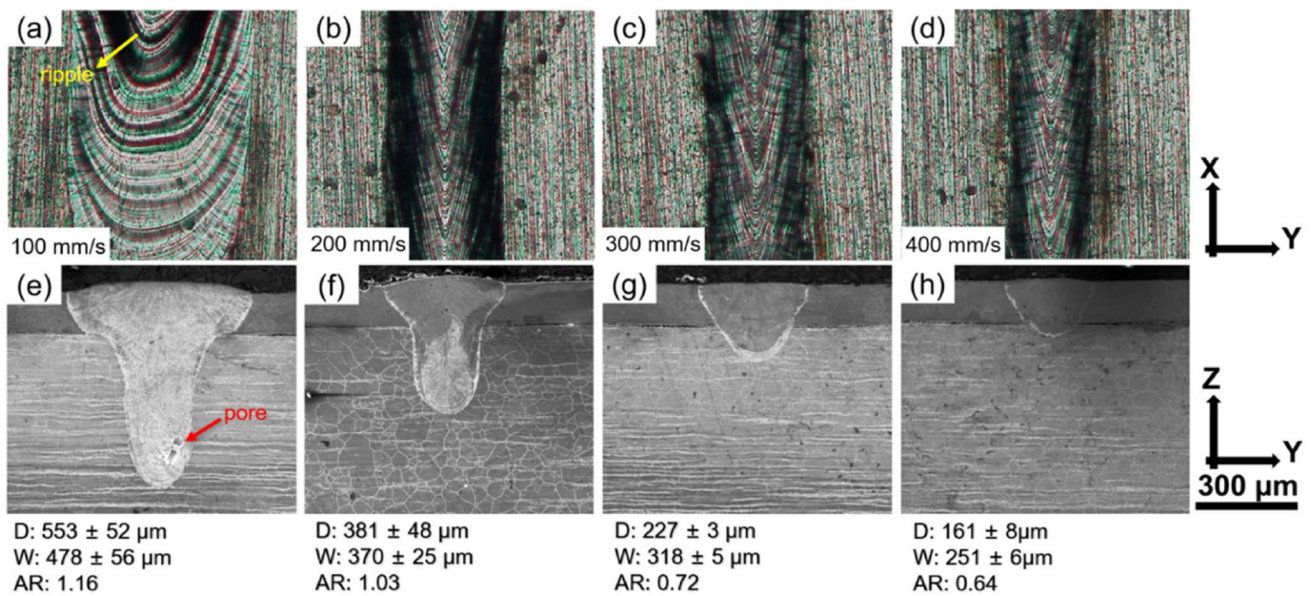 (a)
(b)
(c)
(d)
ripple
100 mm/s
200 mm/s
300 mm/s
400 mm/s
X
Y
(e)
(f)
(g)
(h)
pore
Z
Y
300 μm
D: 553 ± 52 μm
W: 478 ± 56 μm
AR: 1.16
D: 381 ± 48 μm
W: 370 ± 25 μm
AR: 1.03
D: 227 ± 3 μm
W: 318 ± 5 μm
AR: 0.72
D: 161 ± 8μm
W: 251 ± 6μm
AR: 0.64